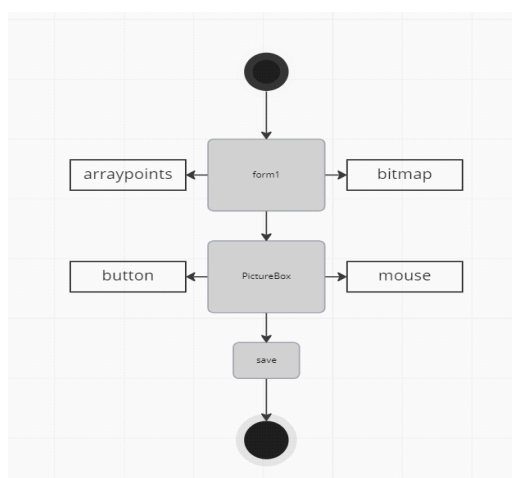 arraypoints
form1
bitmap
button
PictureBox
mouse
save